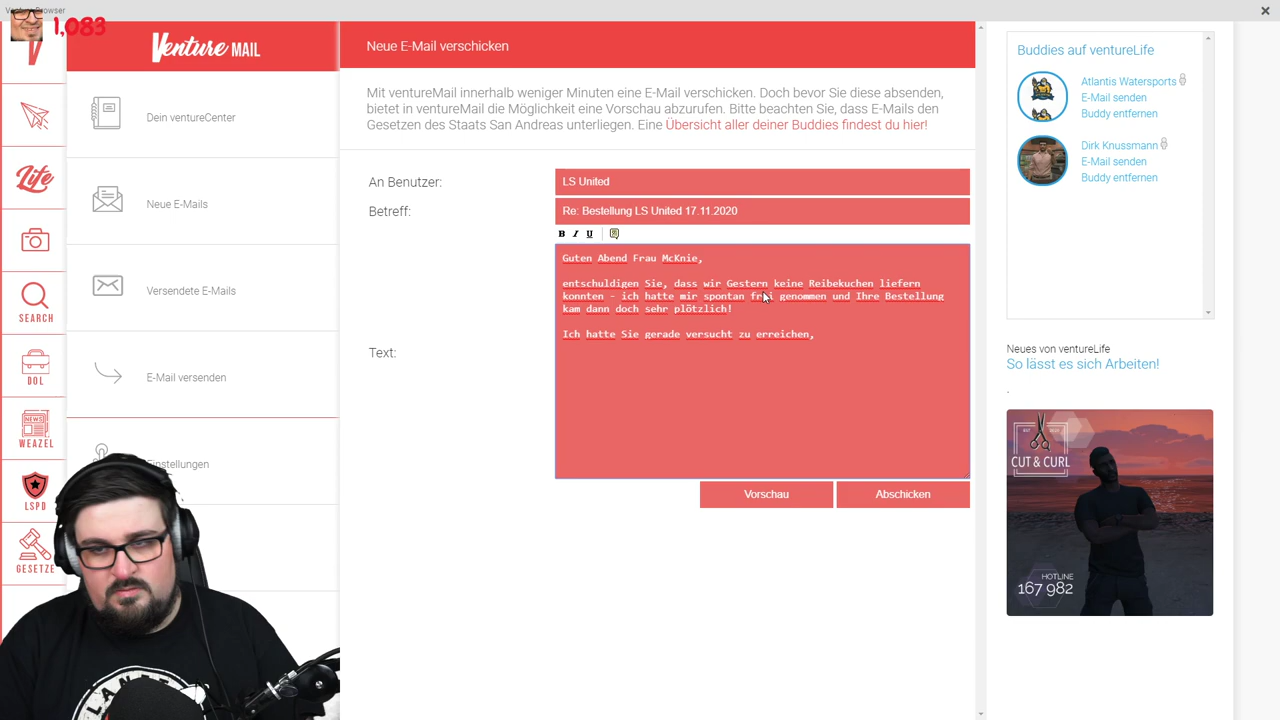 1,083
Venture MAIL
Neue E-Mail verschicken
Dein ventureCenter
Neue E-Mails
Versendete E-Mails
E-Mail versenden
Einstellungen
Life
SEARCH
DOL
NEWS
WEAZEL
LSPD
GESETZE
Mit ventureMail innerhalb weniger Minuten eine E-Mail verschicken. Doch bevor Sie diese absenden,
bietet in ventureMail die Möglichkeit eine Vorschau abzurufen. Bitte beachten Sie, dass E-Mails den
Gesetzen des Staats San Andreas unterliegen. Eine Übersicht aller deiner Buddies findest du hier!
An Benutzer:
LS United
Betreff:
Re: Bestellung LS United 17.11.2020
B I U
Text:
Guten Abend Frau McKnie,
entschuldigen Sie, dass wir Gestern keine Reibekuchen liefern
konnten - ich hatte mir spontan frei genommen und Ihre Bestellung
kam dann doch sehr plötzlich!
Ich hatte Sie gerade versucht zu erreichen,
Vorschau
Abschicken
Buddies auf ventureLife
Atlantis Watersports
E-Mail senden
Buddy entfernen
Dirk Knussmann
E-Mail senden
Buddy entfernen
Neues von ventureLife
So lässt es sich Arbeiten!
.
CUT & CURL
HOTLINE
167 982